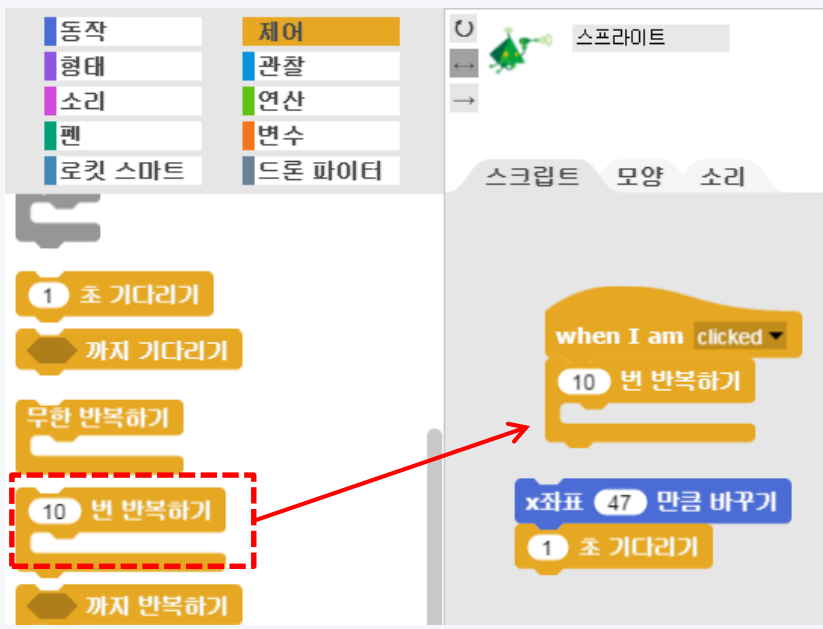 동작
제어
형태
관찰
소리
연산
펜
변수
로킷 스마트
드론 파이터
1 초 기다리기
까지 기다리기
무한 반복하기
10 번 반복하기
까지 반복하기
스프라이트
스크립트 모양 소리
when I am clicked
10 번 반복하기
x좌표 47 만큼 바꾸기
1 초 기다리기